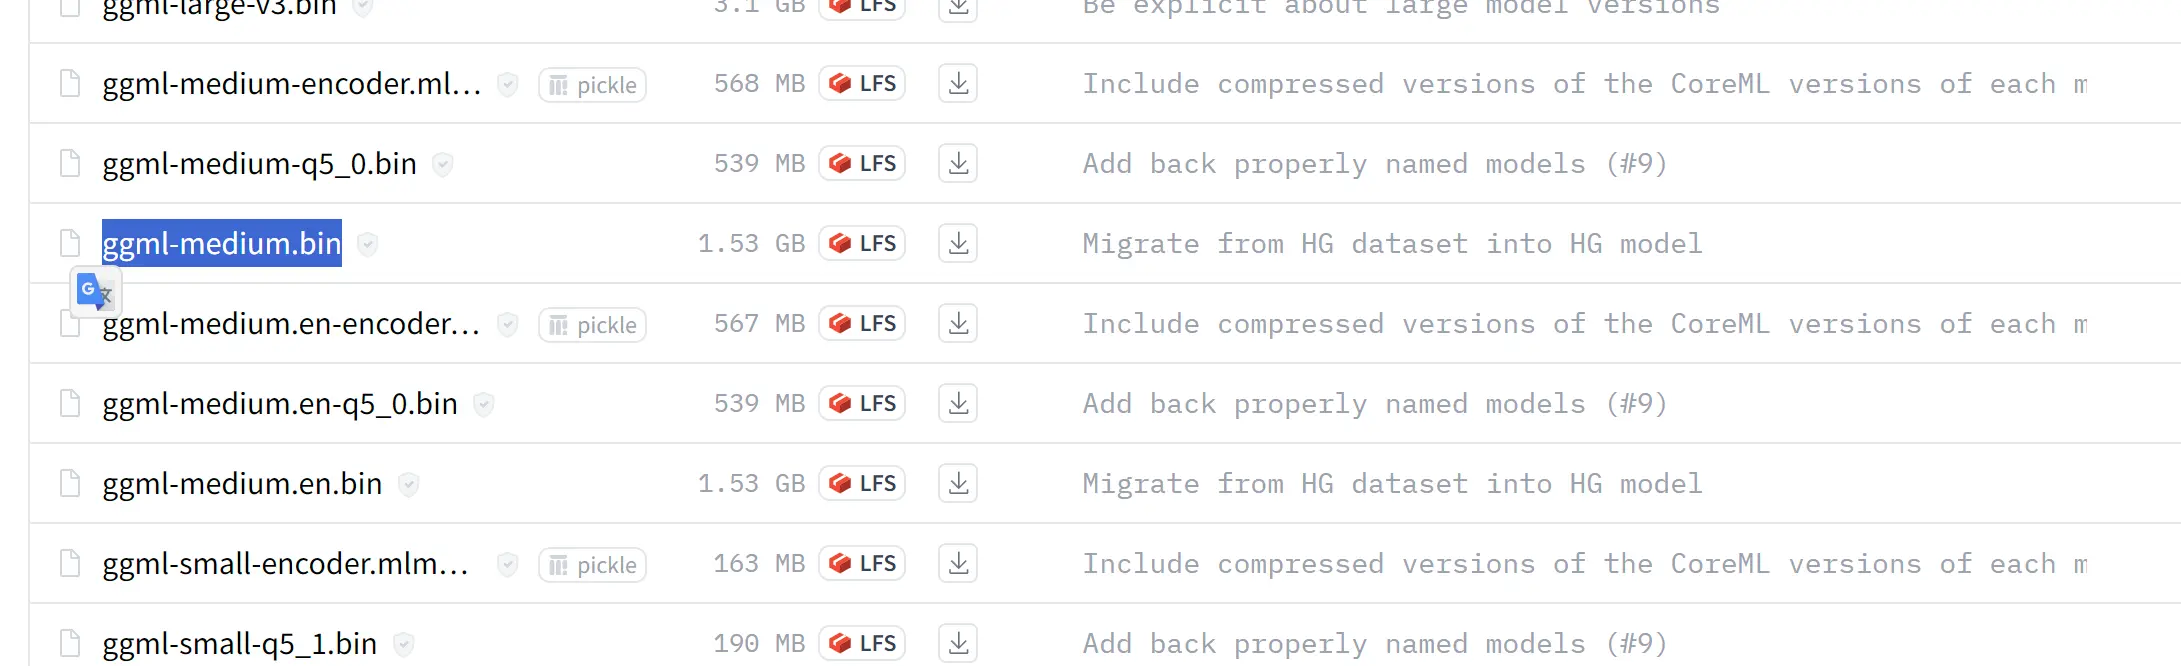 ggml-large-v3.bin 3.1 GB LFS Be explicit about large model versions
ggml-medium-encoder.ml... pickle 568 MB LFS Include compressed versions of the CoreML versions of each m
ggml-medium-q5_0.bin 539 MB LFS Add back properly named models (#9)
ggml-medium.bin 1.53 GB LFS Migrate from HG dataset into HG model
G文
ggml-medium.en-encoder... pickle 567 MB LFS Include compressed versions of the CoreML versions of each m
ggml-medium.en-q5_0.bin 539 MB LFS Add back properly named models (#9)
ggml-medium.en.bin 1.53 GB LFS Migrate from HG dataset into HG model
ggml-small-encoder.mlm... pickle 163 MB LFS Include compressed versions of the CoreML versions of each m
ggml-small-q5_1.bin 190 MB LFS Add back properly named models (#9)